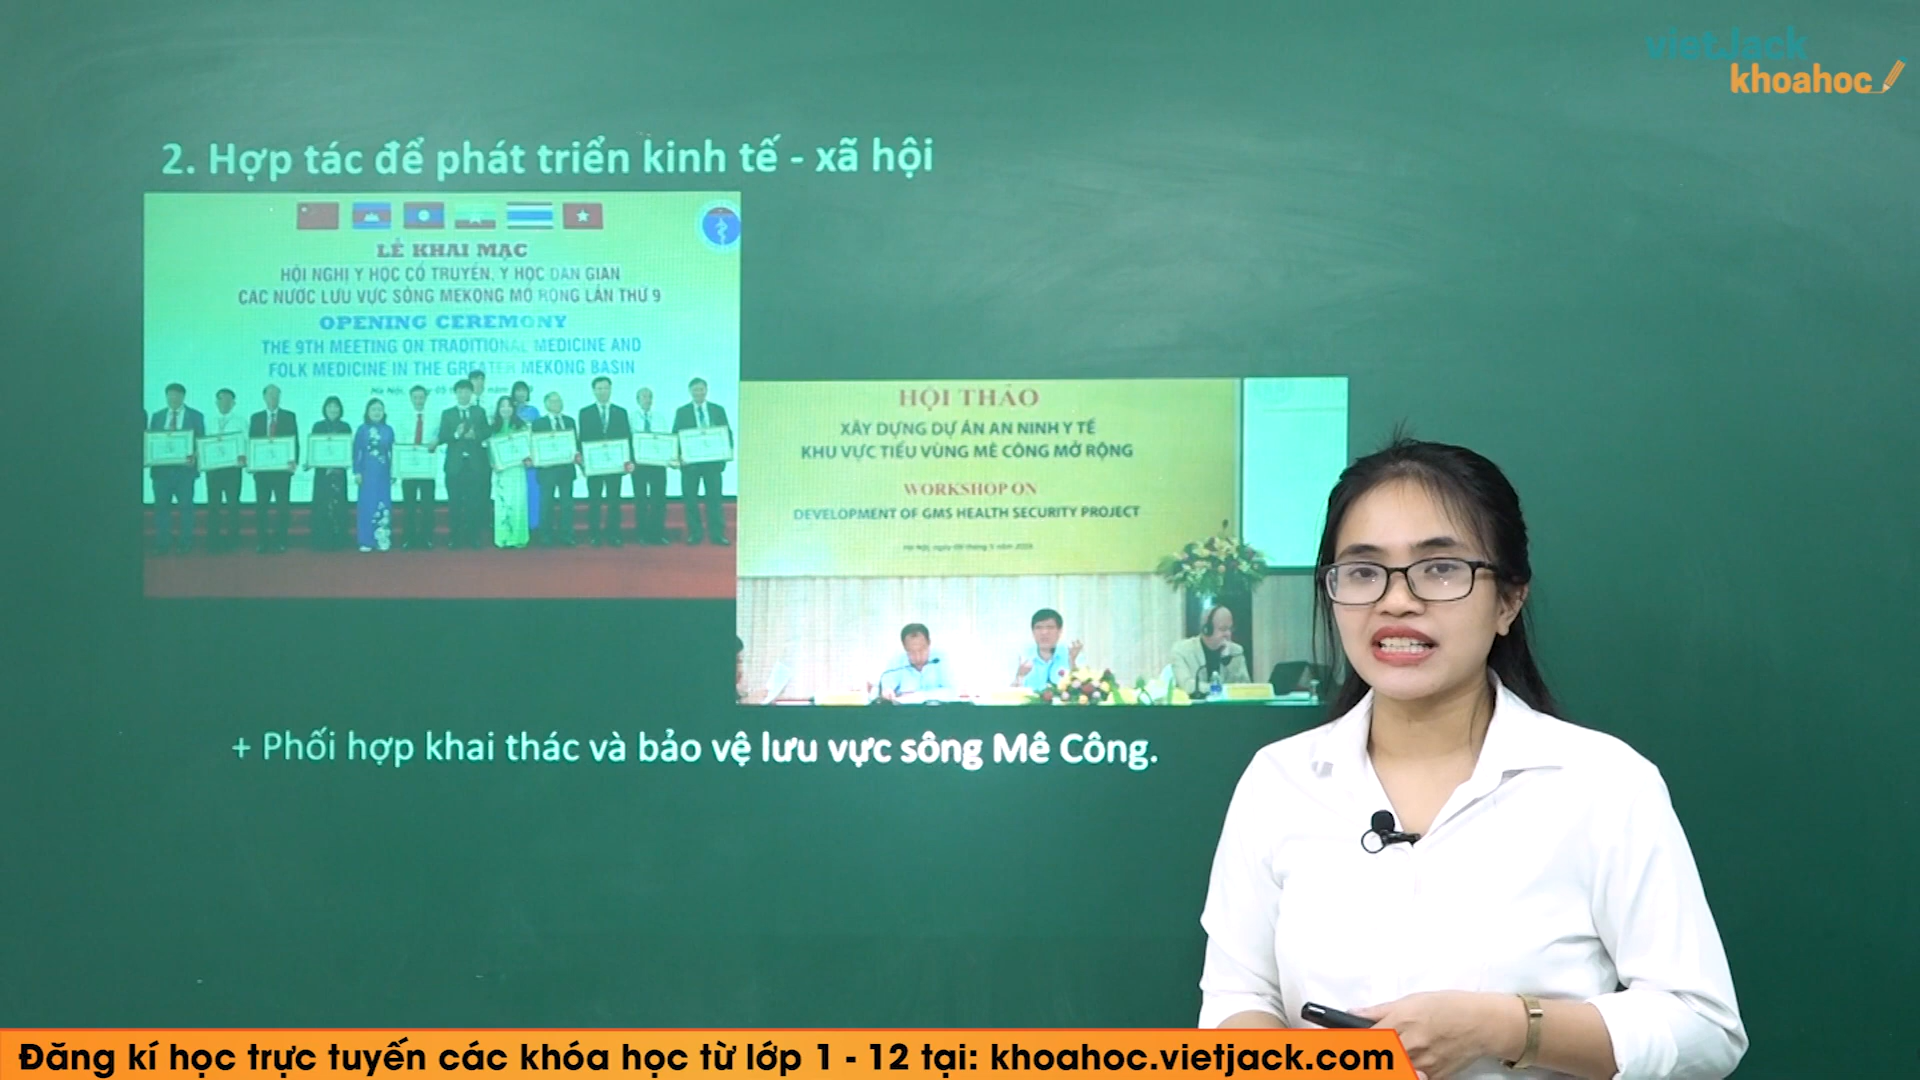 vietJack
khoahoc
2. Hợp tác để phát triển kinh tế - xã hội
LỄ KHAI MẠC
HỘI NGHỊ Y HỌC CỔ TRUYỀN, Y HỌC DÂN GIAN
CÁC NƯỚC LƯU VỰC SÔNG MEKONG MỞ RỘNG LẦN THỨ 9
OPENING CEREMONY
THE 9TH MEETING ON TRADITIONAL MEDICINE AND
FOLK MEDICINE IN THE GREATER MEKONG BASIN
Hà Nội,
HỘI THẢO
XÂY DỰNG DỰ ÁN AN NINH Y TẾ
KHU VỰC TIỂU VÙNG MÊ CÔNG MỞ RỘNG
WORKSHOP ON
DEVELOPMENT OF GMS HEALTH SECURITY PROJECT
Hà Nội, ngày
+ Phối hợp khai thác và bảo vệ lưu vực sông Mê Công.
Đăng kí học trực tuyến các khóa học từ lớp 1 - 12 tại: khoahoc.vietjack.com